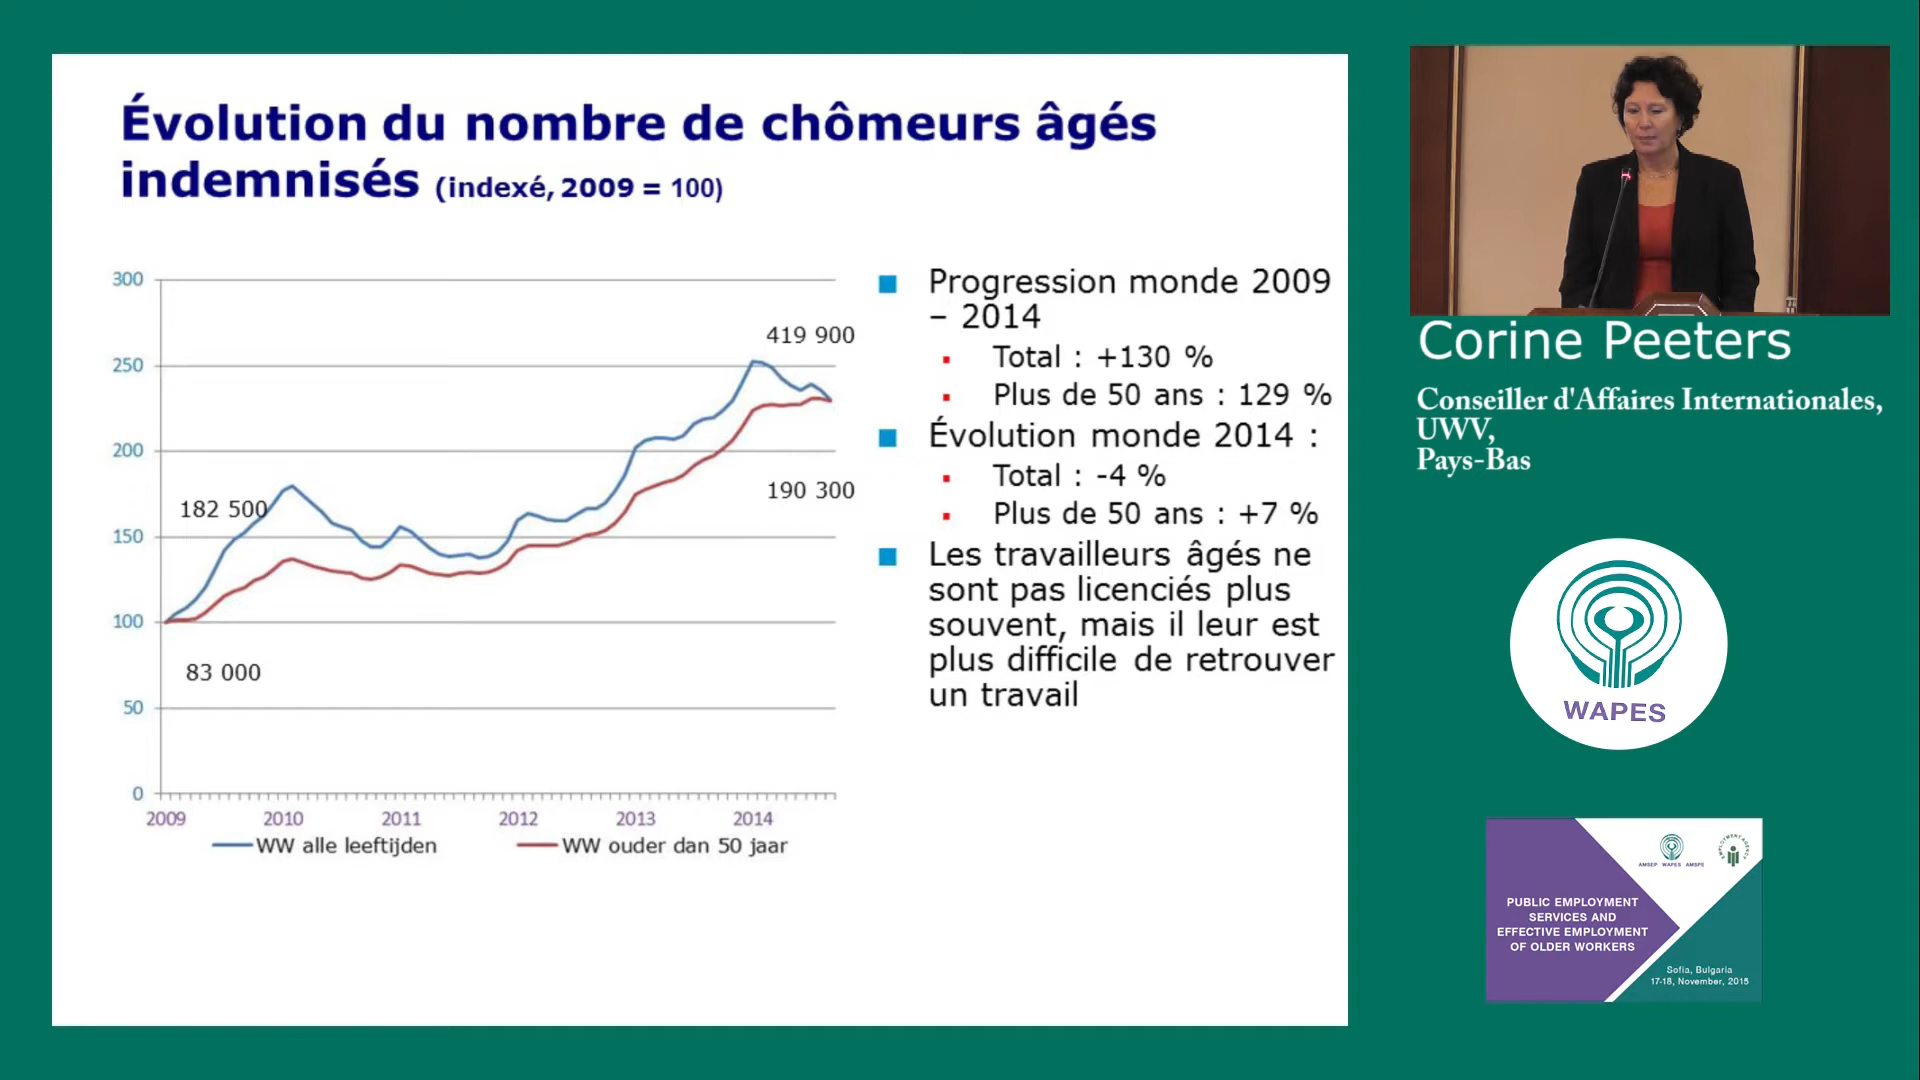 Évolution du nombre de chômeurs âgés
indemnisés (indexé, 2009 = 100)
300
250
200
150
100
50
0
419 900
182 500
190 300
83 000
2009 2010 2011 2012 2013 2014
WW alle leeftijden WW ouder dan 50 jaar
Progression monde 2009
– 2014
Total : +130 %
Plus de 50 ans : 129 %
Évolution monde 2014 :
Total : -4 %
Plus de 50 ans : +7 %
Les travailleurs âgés ne
sont pas licenciés plus
souvent, mais il leur est
plus difficile de retrouver
un travail
Corine Peeters
Conseiller d'Affaires Internationales,
UWV,
Pays-Bas
WAPES
AMSEP WAPES AMSPE
EMPLOYMENT AGENCY
PUBLIC EMPLOYMENT
SERVICES AND
EFFECTIVE EMPLOYMENT
OF OLDER WORKERS
Sofia, Bulgaria
17-18, November, 2015